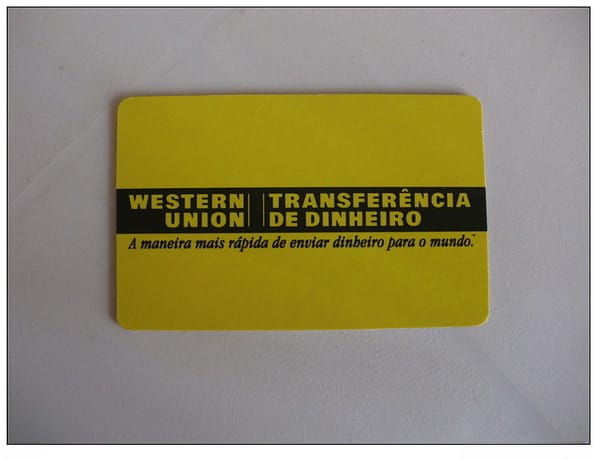 WESTERN UNION
TRANSFERÊNCIA DE DINHEIRO
A maneira mais rápida de enviar dinheiro para o mundo.